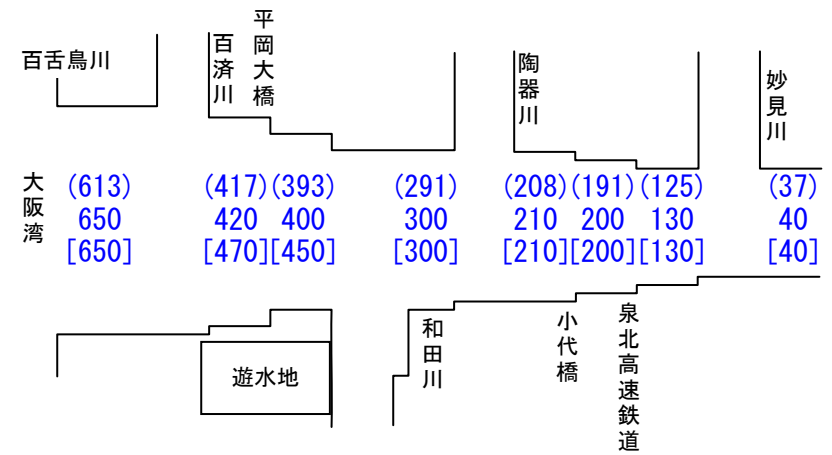 百舌鳥川
百済川
平岡大橋
陶器川
妙見川
大阪湾
(613) (417)(393) (291) (208)(191)(125) (37)
650 420 400 300 210 200 130 40
[650] [470][450] [300] [210][200][130] [40]
遊水地
和田川
小代橋
泉北高速鉄道